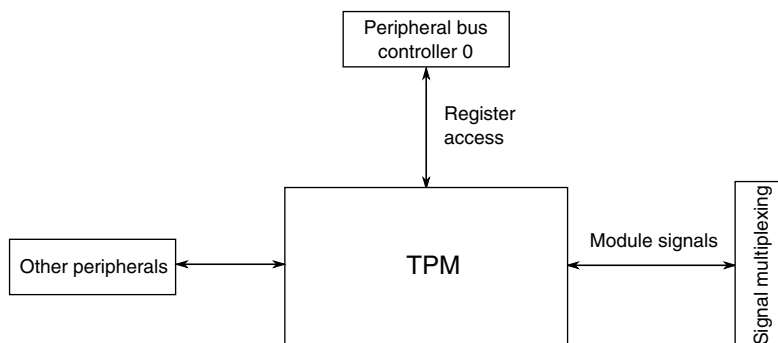 Peripheral bus
controller 0
Register
access
Other peripherals
TPM
Module signals
Signal multiplexing